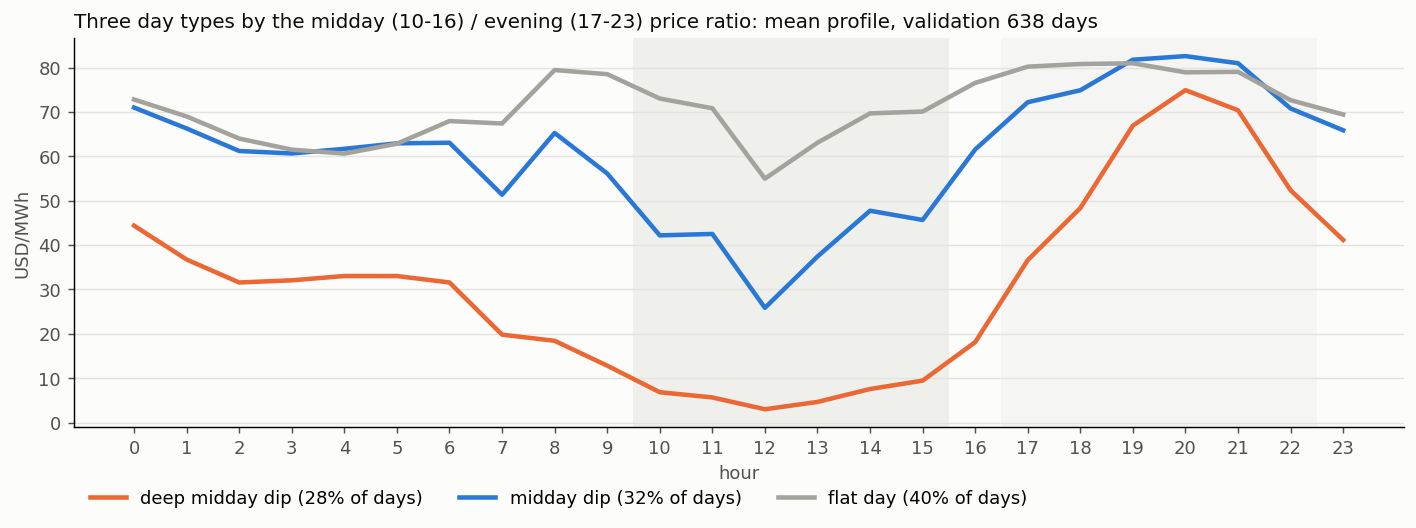 Three day types by the midday (10-16) / evening (17-23) price ratio: mean profile, validation 638 days
USD/MWh
80
70
60
50
40
30
20
10
0
0 1 2 3 4 5 6 7 8 9 10 11 12 13 14 15 16 17 18 19 20 21 22 23
hour
deep midday dip (28% of days) midday dip (32% of days) flat day (40% of days)